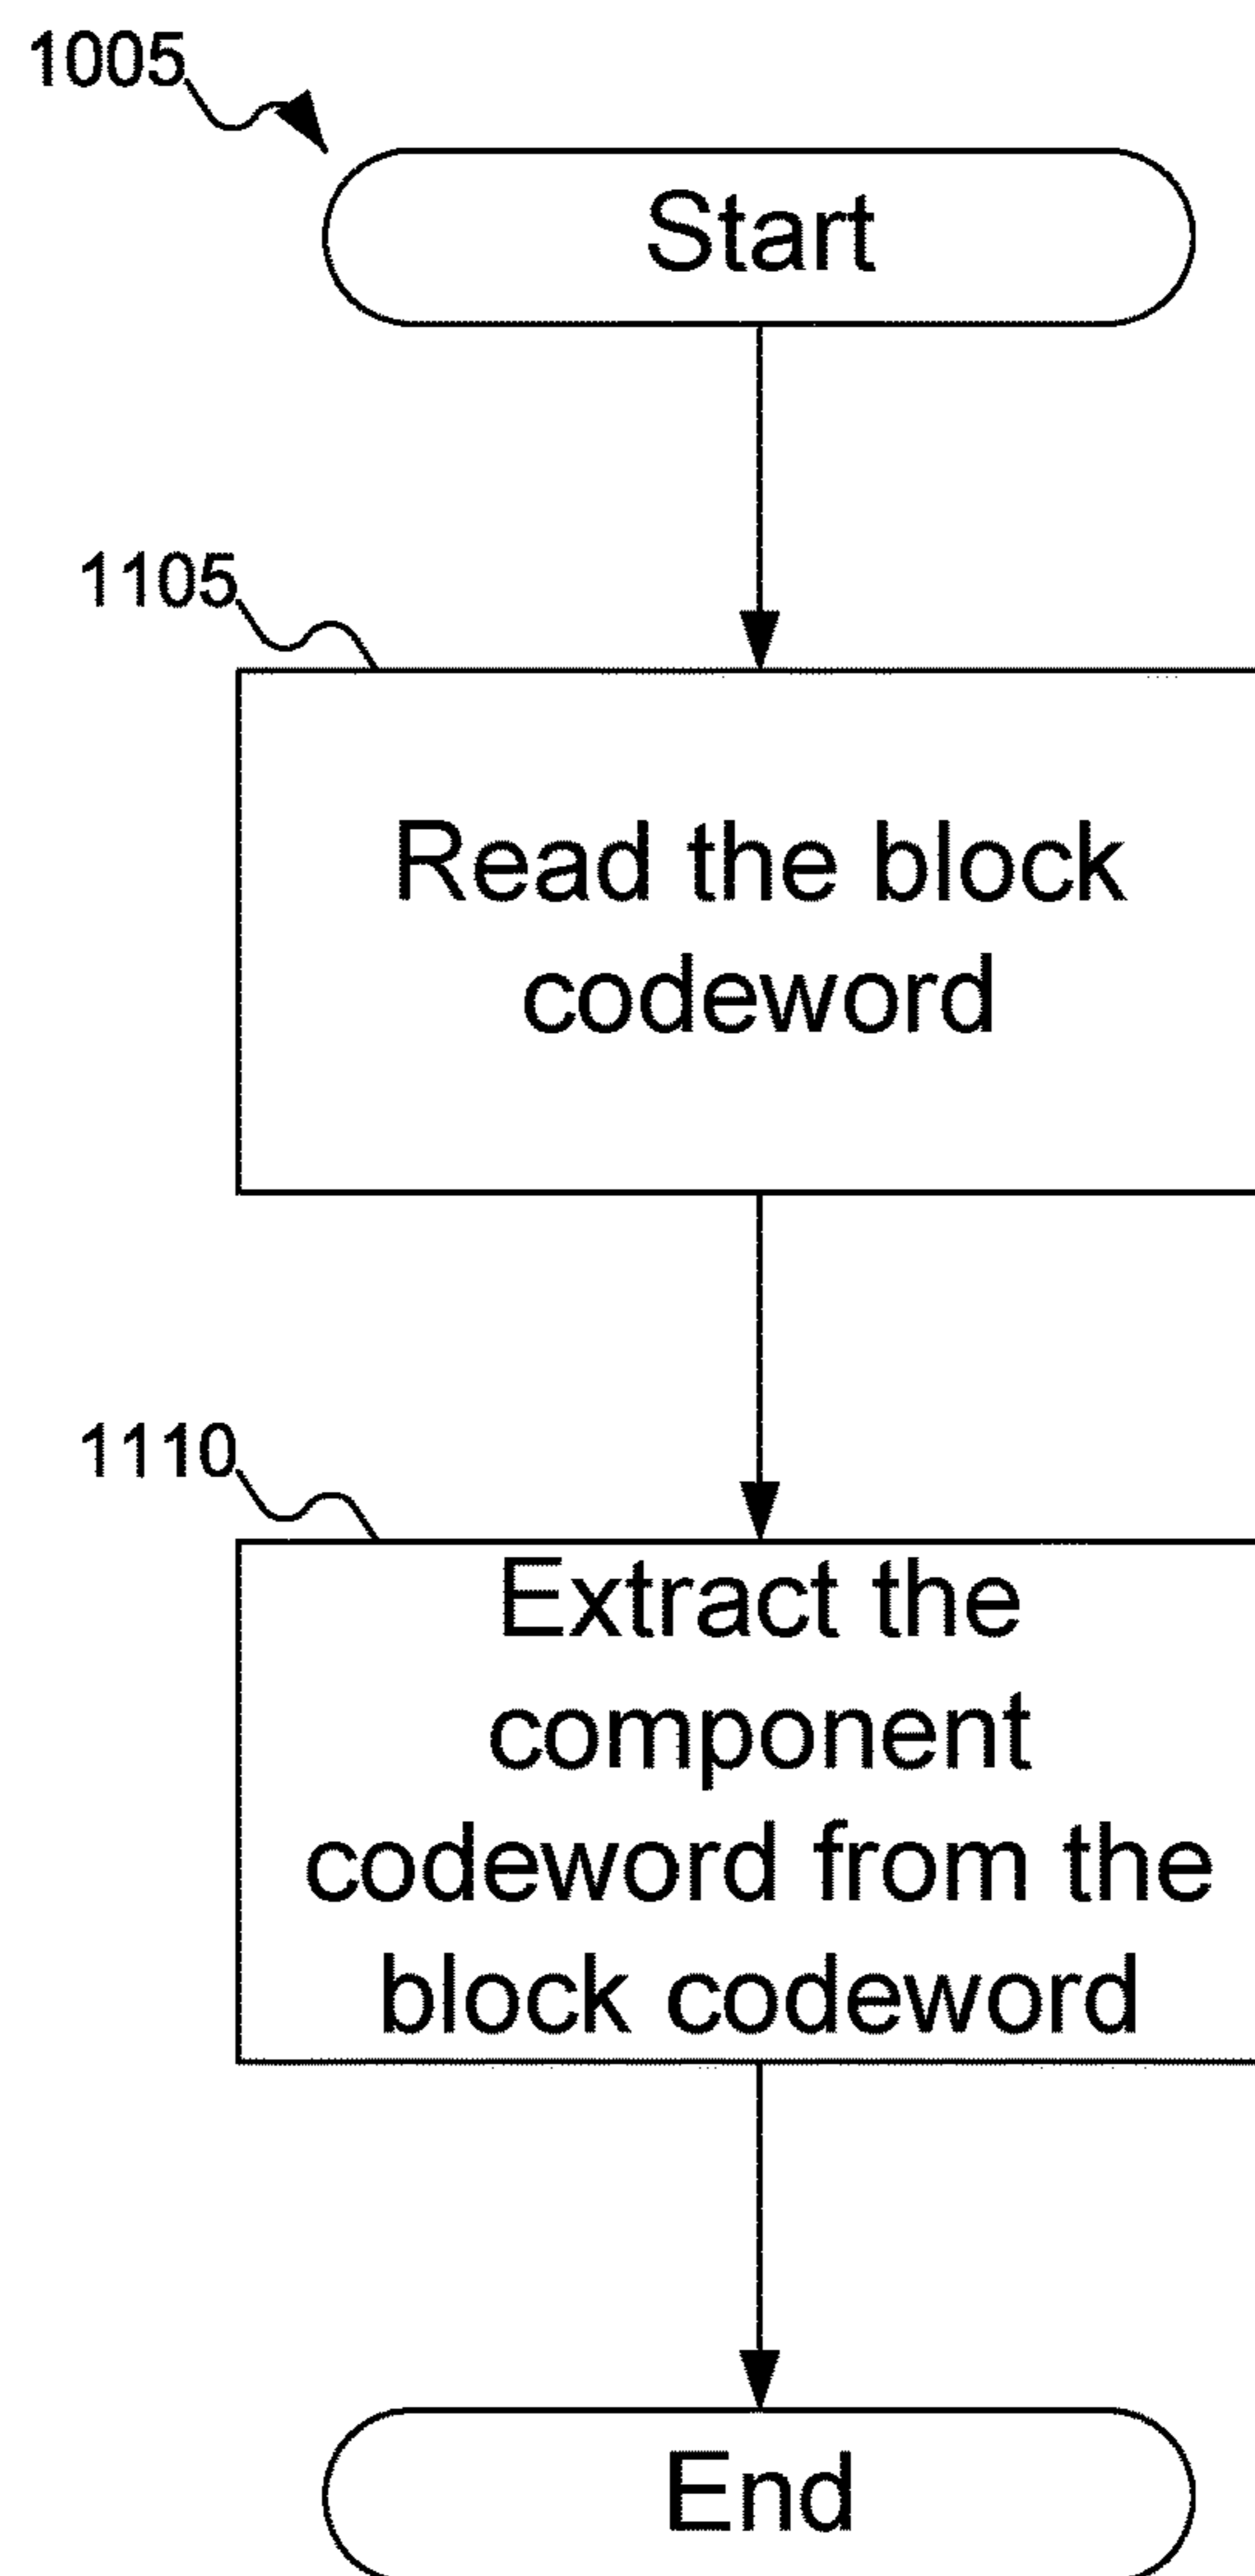 1005
Start
1105
Read the block
codeword
1110
Extract the
component
codeword from the
block codeword
End